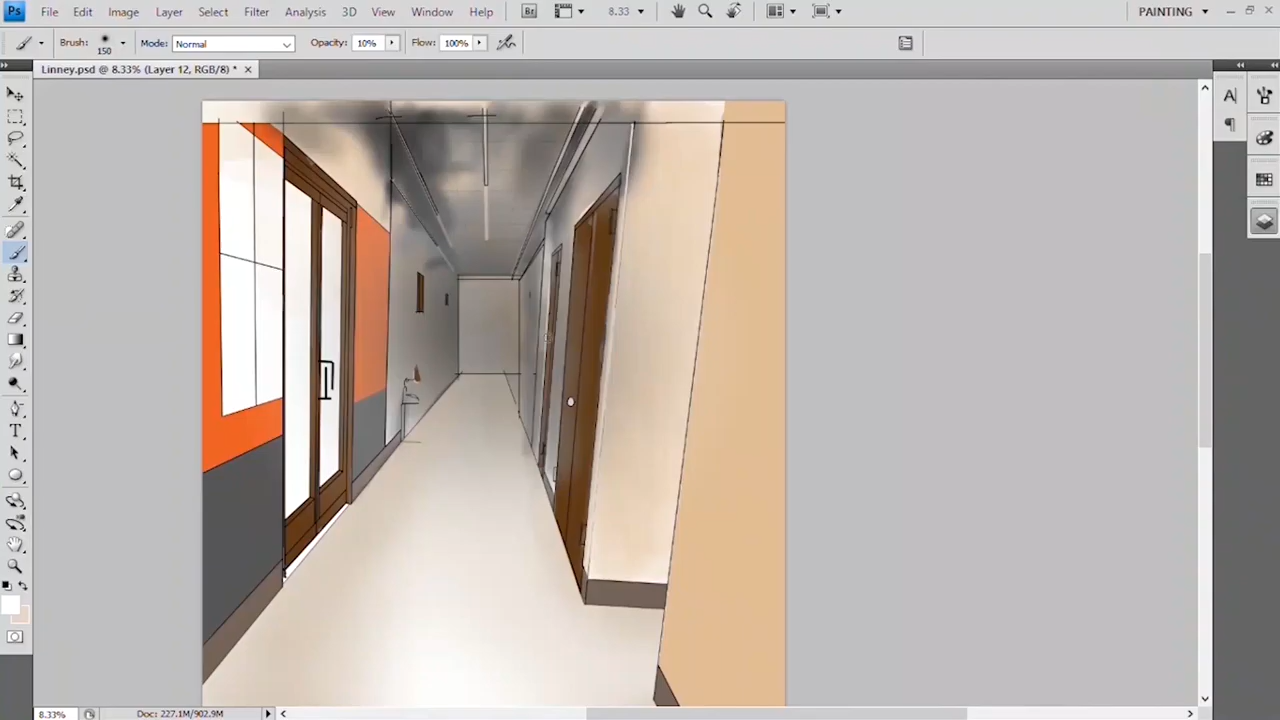 Ps File Edit Image Layer Select Filter Analysis 3D View Window Help Br 8.33 PAINTING
Brush: 150 Mode: Normal Opacity: 10% Flow: 100%
Linney.psd @ 8.33% (Layer 12, RGB/8) *
8.33% Doc: 227.1M/902.9M